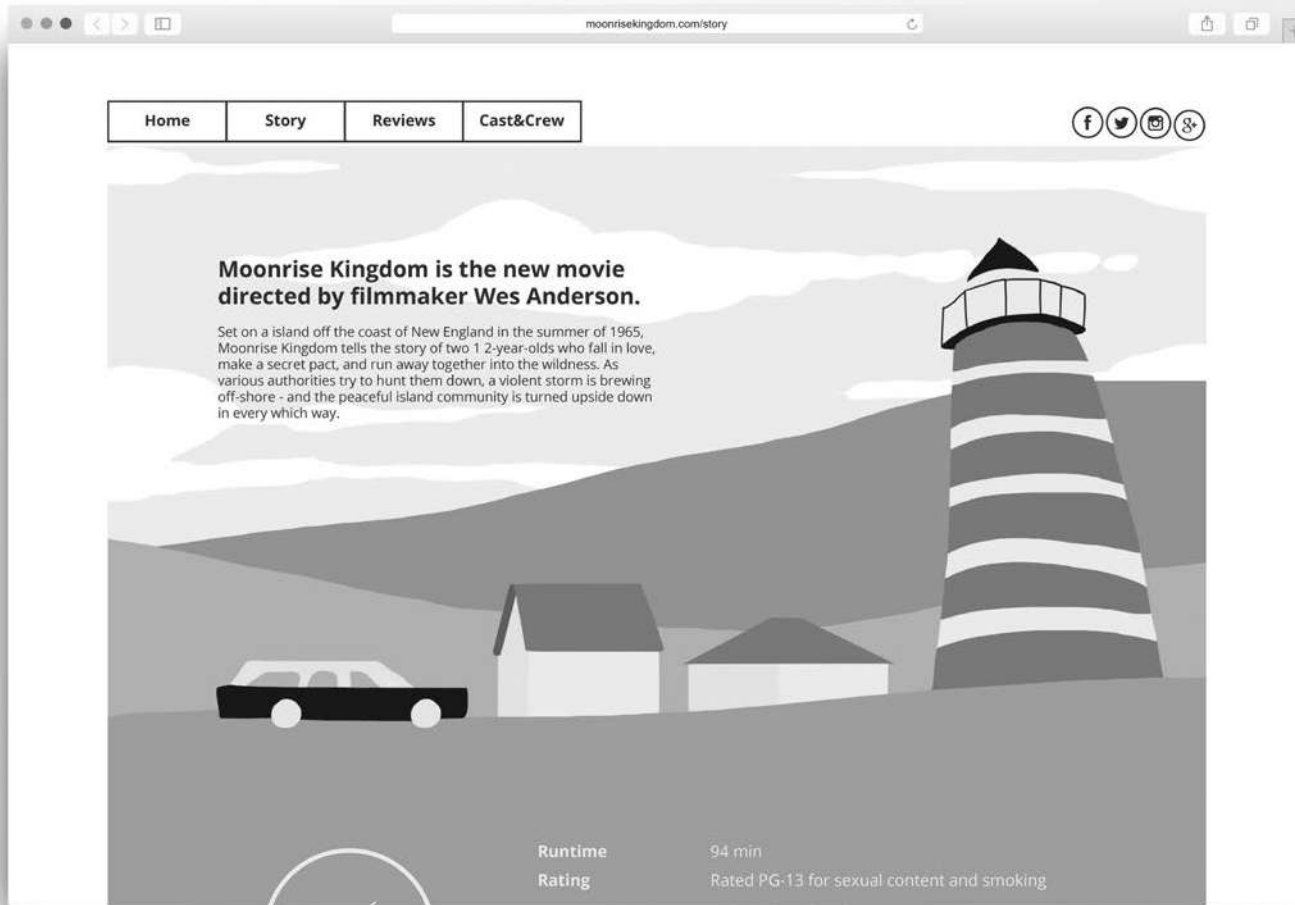 moonrisekingdom.com/story
Home Story Reviews Cast&Crew
f g+
Moonrise Kingdom is the new movie
directed by filmmaker Wes Anderson.
Set on a island off the coast of New England in the summer of 1965,
Moonrise Kingdom tells the story of two 1 2-year-olds who fall in love,
make a secret pact, and run away together into the wildness. As
various authorities try to hunt them down, a violent storm is brewing
off-shore - and the peaceful island community is turned upside down
in every which way.
Runtime 94 min
Rating Rated PG-13 for sexual content and smoking